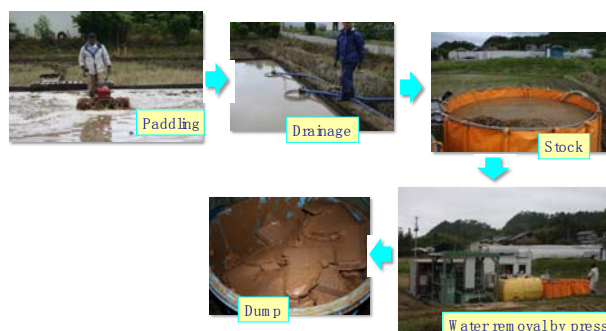 Paddling
Drainage
Stock
Water removal by press
Dump